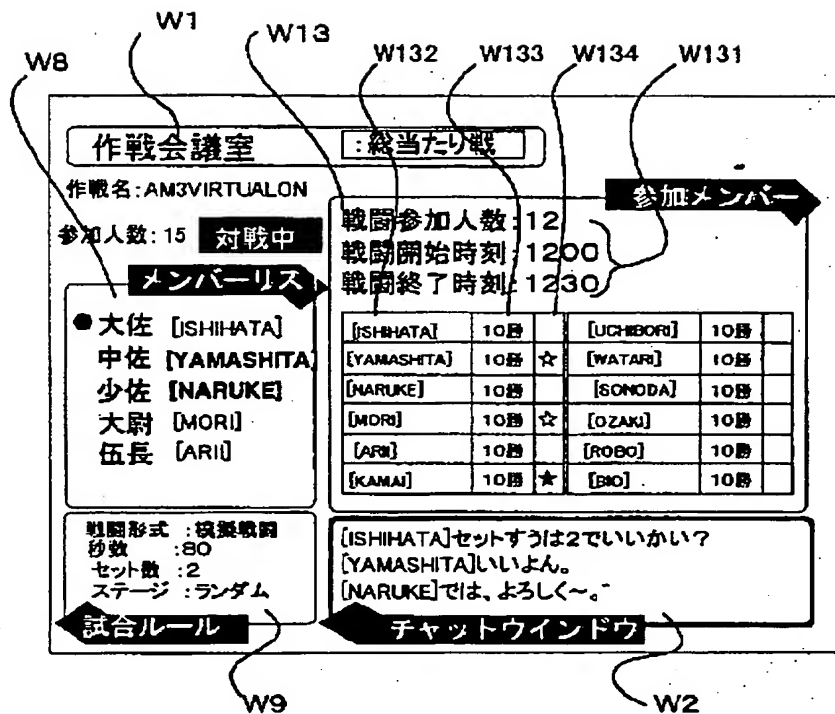 W1
W13
W8
W132 W133 W134 W131
作戦会議室 :総当たり戦
作戦名:AM3VIRTUALON
参加メンバー
参加人数:15 対戦中
戦闘参加人数:12
戦闘開始時刻:1200
戦闘終了時刻:1230
メンバーリス
●大佐 [ISHIHATA]
中佐 [YAMASHITA]
少佐 [NARUKE]
大尉 [MORI]
伍長 [ARII]
[ISHIHATA] 10勝 [UCHIBORI] 10勝
[YAMASHITA] 10勝 ☆ [WATARI] 10勝
[NARUKE] 10勝 [SONODA] 10勝
[MORI] 10勝 ☆ [OZAKI] 10勝
[ARII] 10勝 [ROBO] 10勝
[KAMAI] 10勝 ★ [BIO] 10勝
戦闘形式 :模擬戦闘
秒数 :80
セット数 :2
ステージ :ランダム
試合ルール
[ISHIHATA]セットすうは2でいいかい?
[YAMASHITA]いいよん。
[NARUKE]では、よろしく〜。
チャットウインドウ
W9
W2